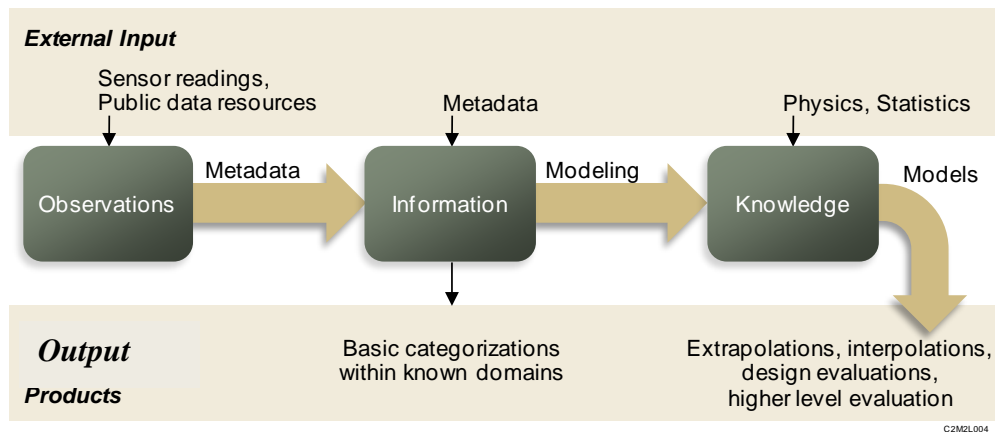 External Input
Sensor readings,
Public data resources
Metadata
Physics, Statistics
Observations
Metadata
Information
Modeling
Knowledge
Models
Output
Products
Basic categorizations
within known domains
Extrapolations, interpolations,
design evaluations,
higher level evaluation
C2M2L004